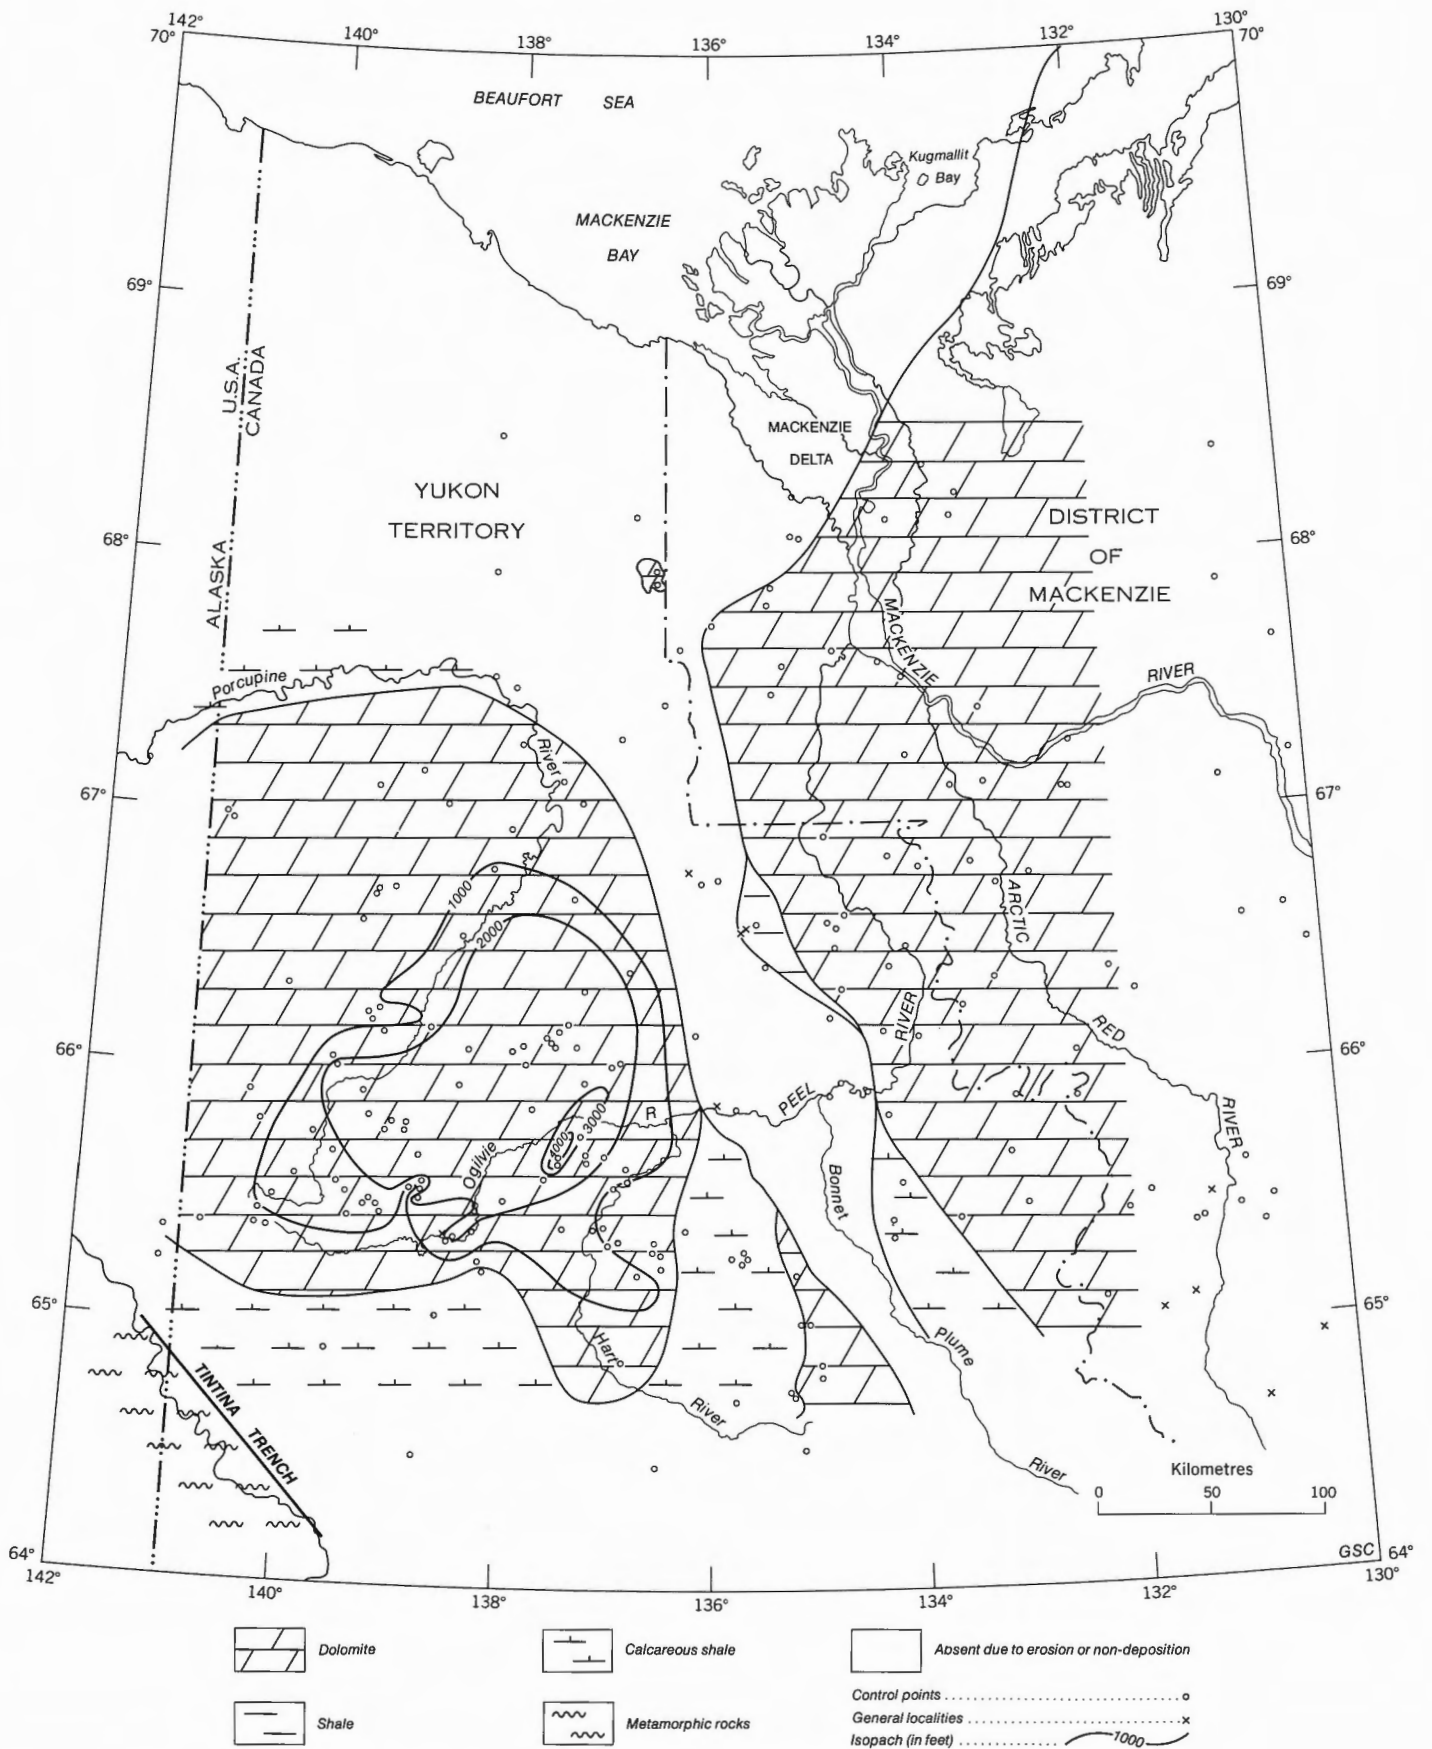 142° 140° 138° 136° 134° 132° 130°
70° 70°
BEAUFORT SEA
Kugmallit
Bay
MACKENZIE
BAY
69° 69°
U.S.A.
CANADA
MACKENZIE
DELTA
YUKON
TERRITORY
DISTRICT
OF
MACKENZIE
68° 68°
ALASKA
MACKENZIE
RIVER
Porcupine
River
67° 67°
1000
2000
ARCTIC
RED
RIVER
RIVER
66° 66°
PEEL
R
3000
4000
Ogilvie
Bonnet
65° 65°
Plume
Hart
River
TINTINA TRENCH
River
Kilometres
0 50 100
GSC
64° 64°
142° 140° 138° 136° 134° 132° 130°
Dolomite
Calcareous shale
Absent due to erosion or non-deposition
Shale
Metamorphic rocks
Control points
General localities
Isopach (in feet)
1000